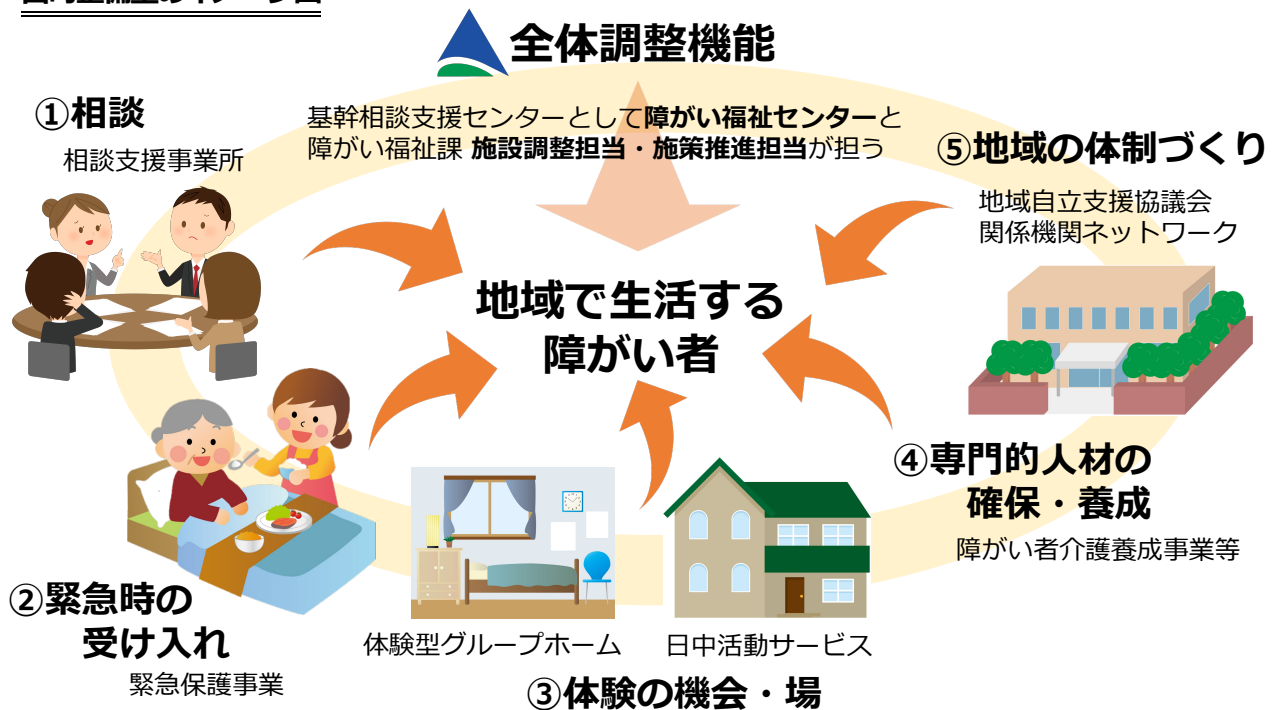 全体調整機能
基幹相談支援センターとして障がい福祉センターと
障がい福祉課 施設調整担当・施策推進担当が担う
①相談
相談支援事業所
⑤地域の体制づくり
地域自立支援協議会
関係機関ネットワーク
地域で生活する
障がい者
④専門的人材の
確保・養成
障がい者介護養成事業等
②緊急時の
受け入れ
緊急保護事業
体験型グループホーム
日中活動サービス
③体験の機会・場